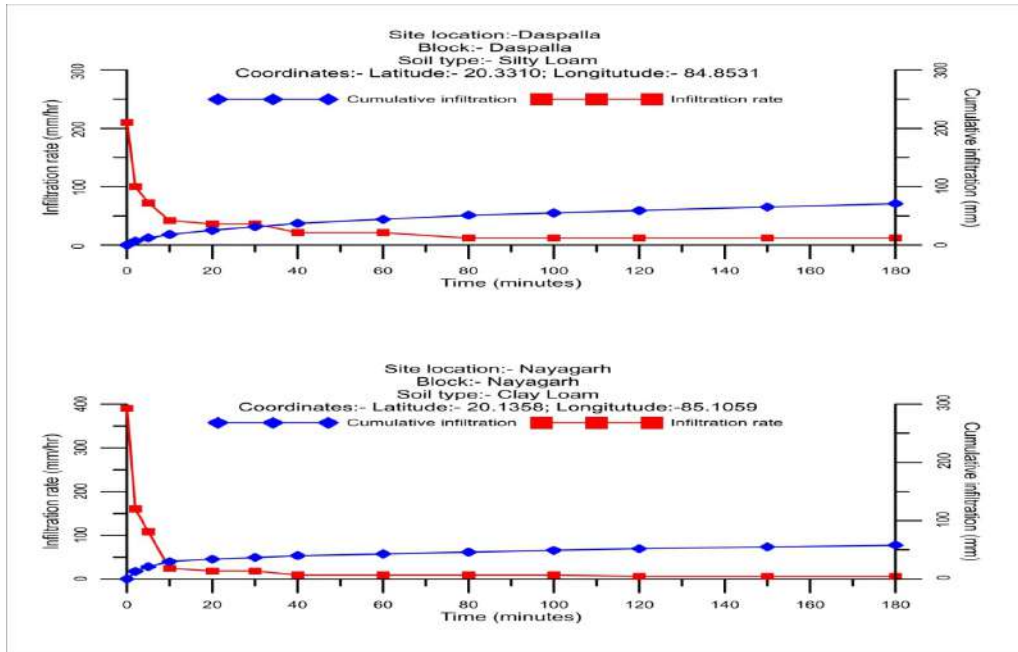 Site location:-Daspalla
Block:- Daspalla
Soil type:- Silty Loam
Coordinates:- Latitude:- 20.3310; Longitutude:- 84.8531
Cumulative infiltration Infiltration rate
Infiltration rate (mm/hr)
300
200
100
0
Cumulative infiltration (mm)
300
200
100
0
0 20 40 60 80 100 120 140 160 180
Time (minutes)
Site location:- Nayagarh
Block:- Nayagarh
Soil type:- Clay Loam
Coordinates:- Latitude:- 20.1358; Longitutude:-85.1059
Cumulative infiltration Infiltration rate
Infiltration rate (mm/hr)
400
300
200
100
0
Cumulative infiltration (mm)
300
200
100
0
0 20 40 60 80 100 120 140 160 180
Time (minutes)